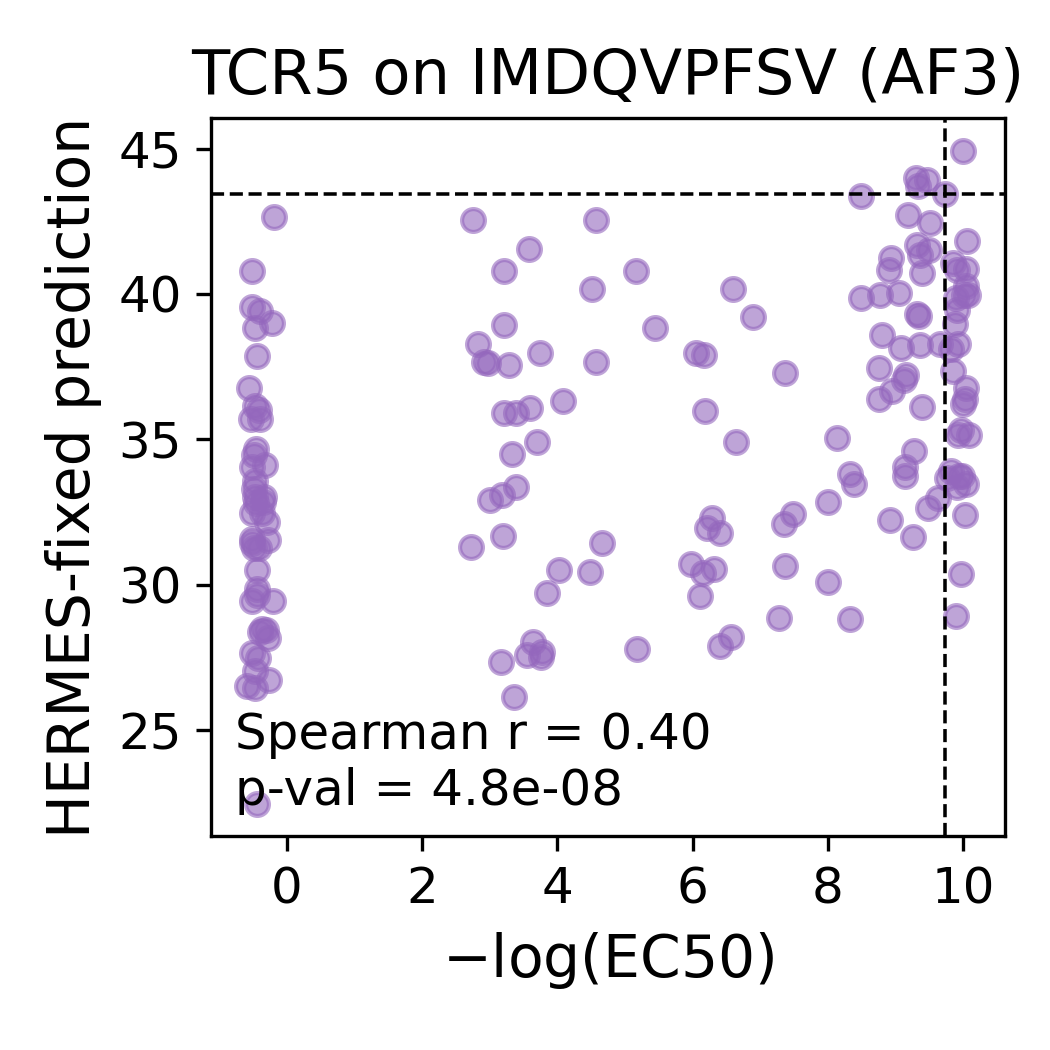 TCR5 on IMDQVPFSV (AF3)
HERMES-fixed prediction
45
40
35
30
25
Spearman r = 0.40
p-val = 4.8e-08
0 2 4 6 8 10
−log(EC50)